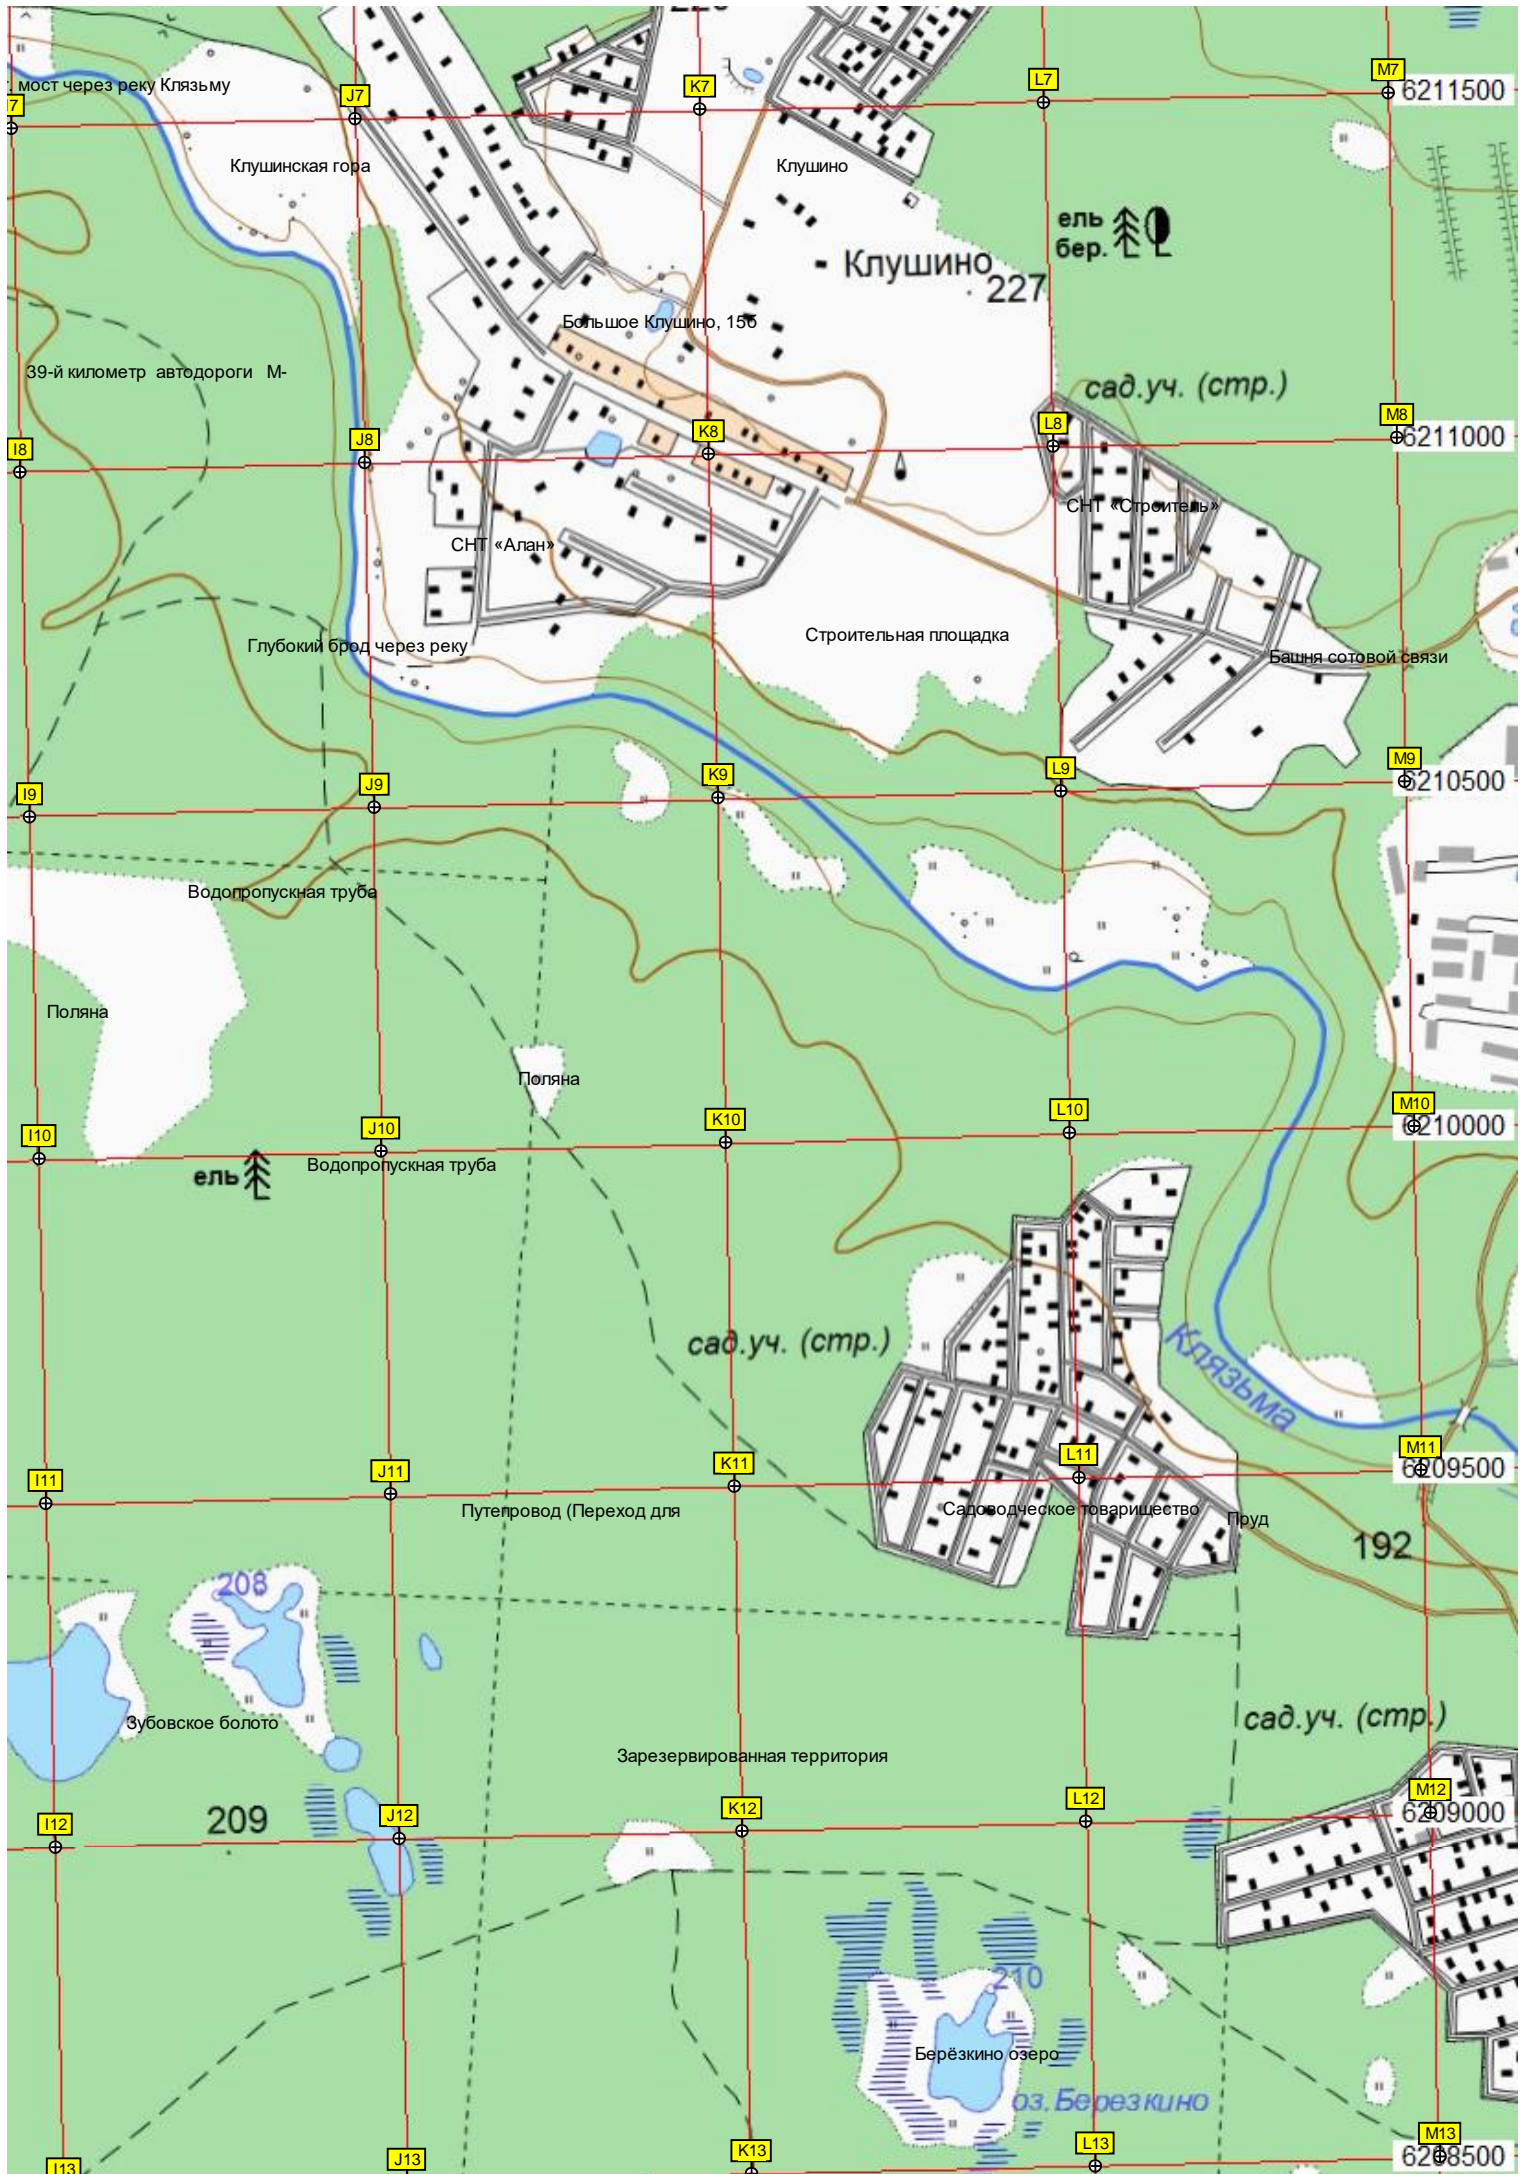 M7
6211500
L7
K7
J7
7
мост через реку Клязьму
Клушинская гора
Клушино
ель
бер.
Клушино
227
Большое Клушино, 15б
39-й километр автодороги М-
сад.уч. (стр.)
M8
6211000
L8
K8
J8
I8
СНТ «Строитель»
СНТ «Алан»
Глубокий брод через реку
Строительная площадка
Башня сотовой связи
M9
6210500
L9
K9
J9
I9
Водопропускная труба
Поляна
Поляна
M10
6210000
L10
K10
J10
I10
ель
Водопропускная труба
сад.уч. (стр.)
Клязьма
M11
6209500
L11
K11
J11
I11
Путепровод (Переход для
Садоводческое товарищество
Пруд
192
208
Зубовское болото
сад.уч. (стр.)
Зарезервированная территория
M12
6209000
L12
K12
J12
I12
209
210
Берёзкино озеро
оз.Березкино
M13
6208500
L13
K13
J13
I13